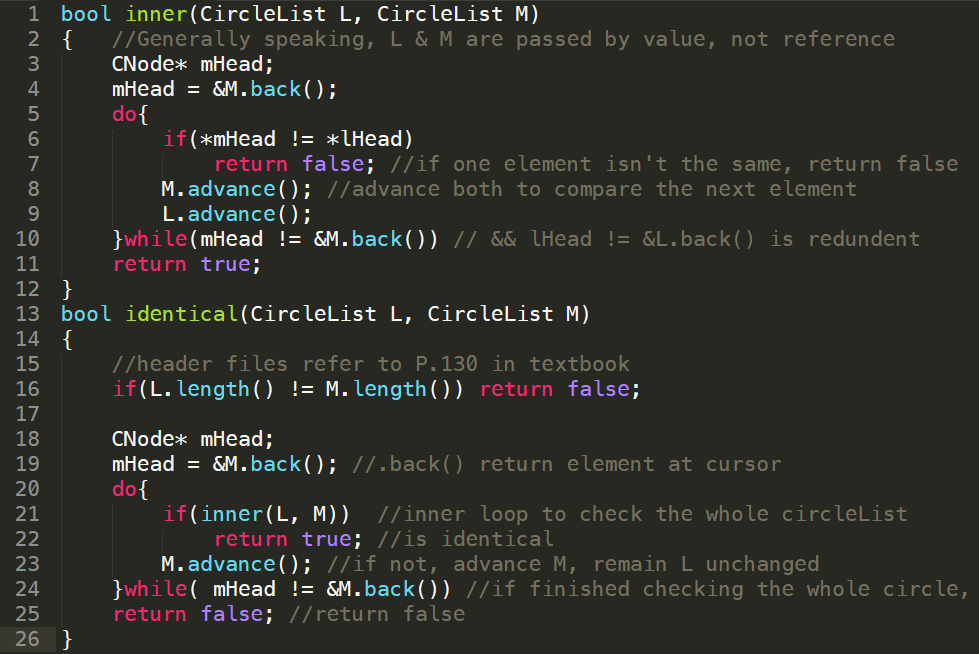 1 bool inner(CircleList L, CircleList M)
2 {   //Generally speaking, L & M are passed by value, not reference
3     CNode* mHead;
4     mHead = &M.back();
5     do{
6         if(*mHead != *lHead)
7             return false; //if one element isn't the same, return false
8         M.advance(); //advance both to compare the next element
9         L.advance();
10     }while(mHead != &M.back()) // && lHead != &L.back() is redundent
11     return true;
12 }
13 bool identical(CircleList L, CircleList M)
14 {
15     //header files refer to P.130 in textbook
16     if(L.length() != M.length()) return false;
17
18     CNode* mHead;
19     mHead = &M.back(); //.back() return element at cursor
20     do{
21         if(inner(L, M))  //inner loop to check the whole circleList
22             return true; //is identical
23         M.advance(); //if not, advance M, remain L unchanged
24     }while( mHead != &M.back()) //if finished checking the whole circle,
25     return false; //return false
26 }